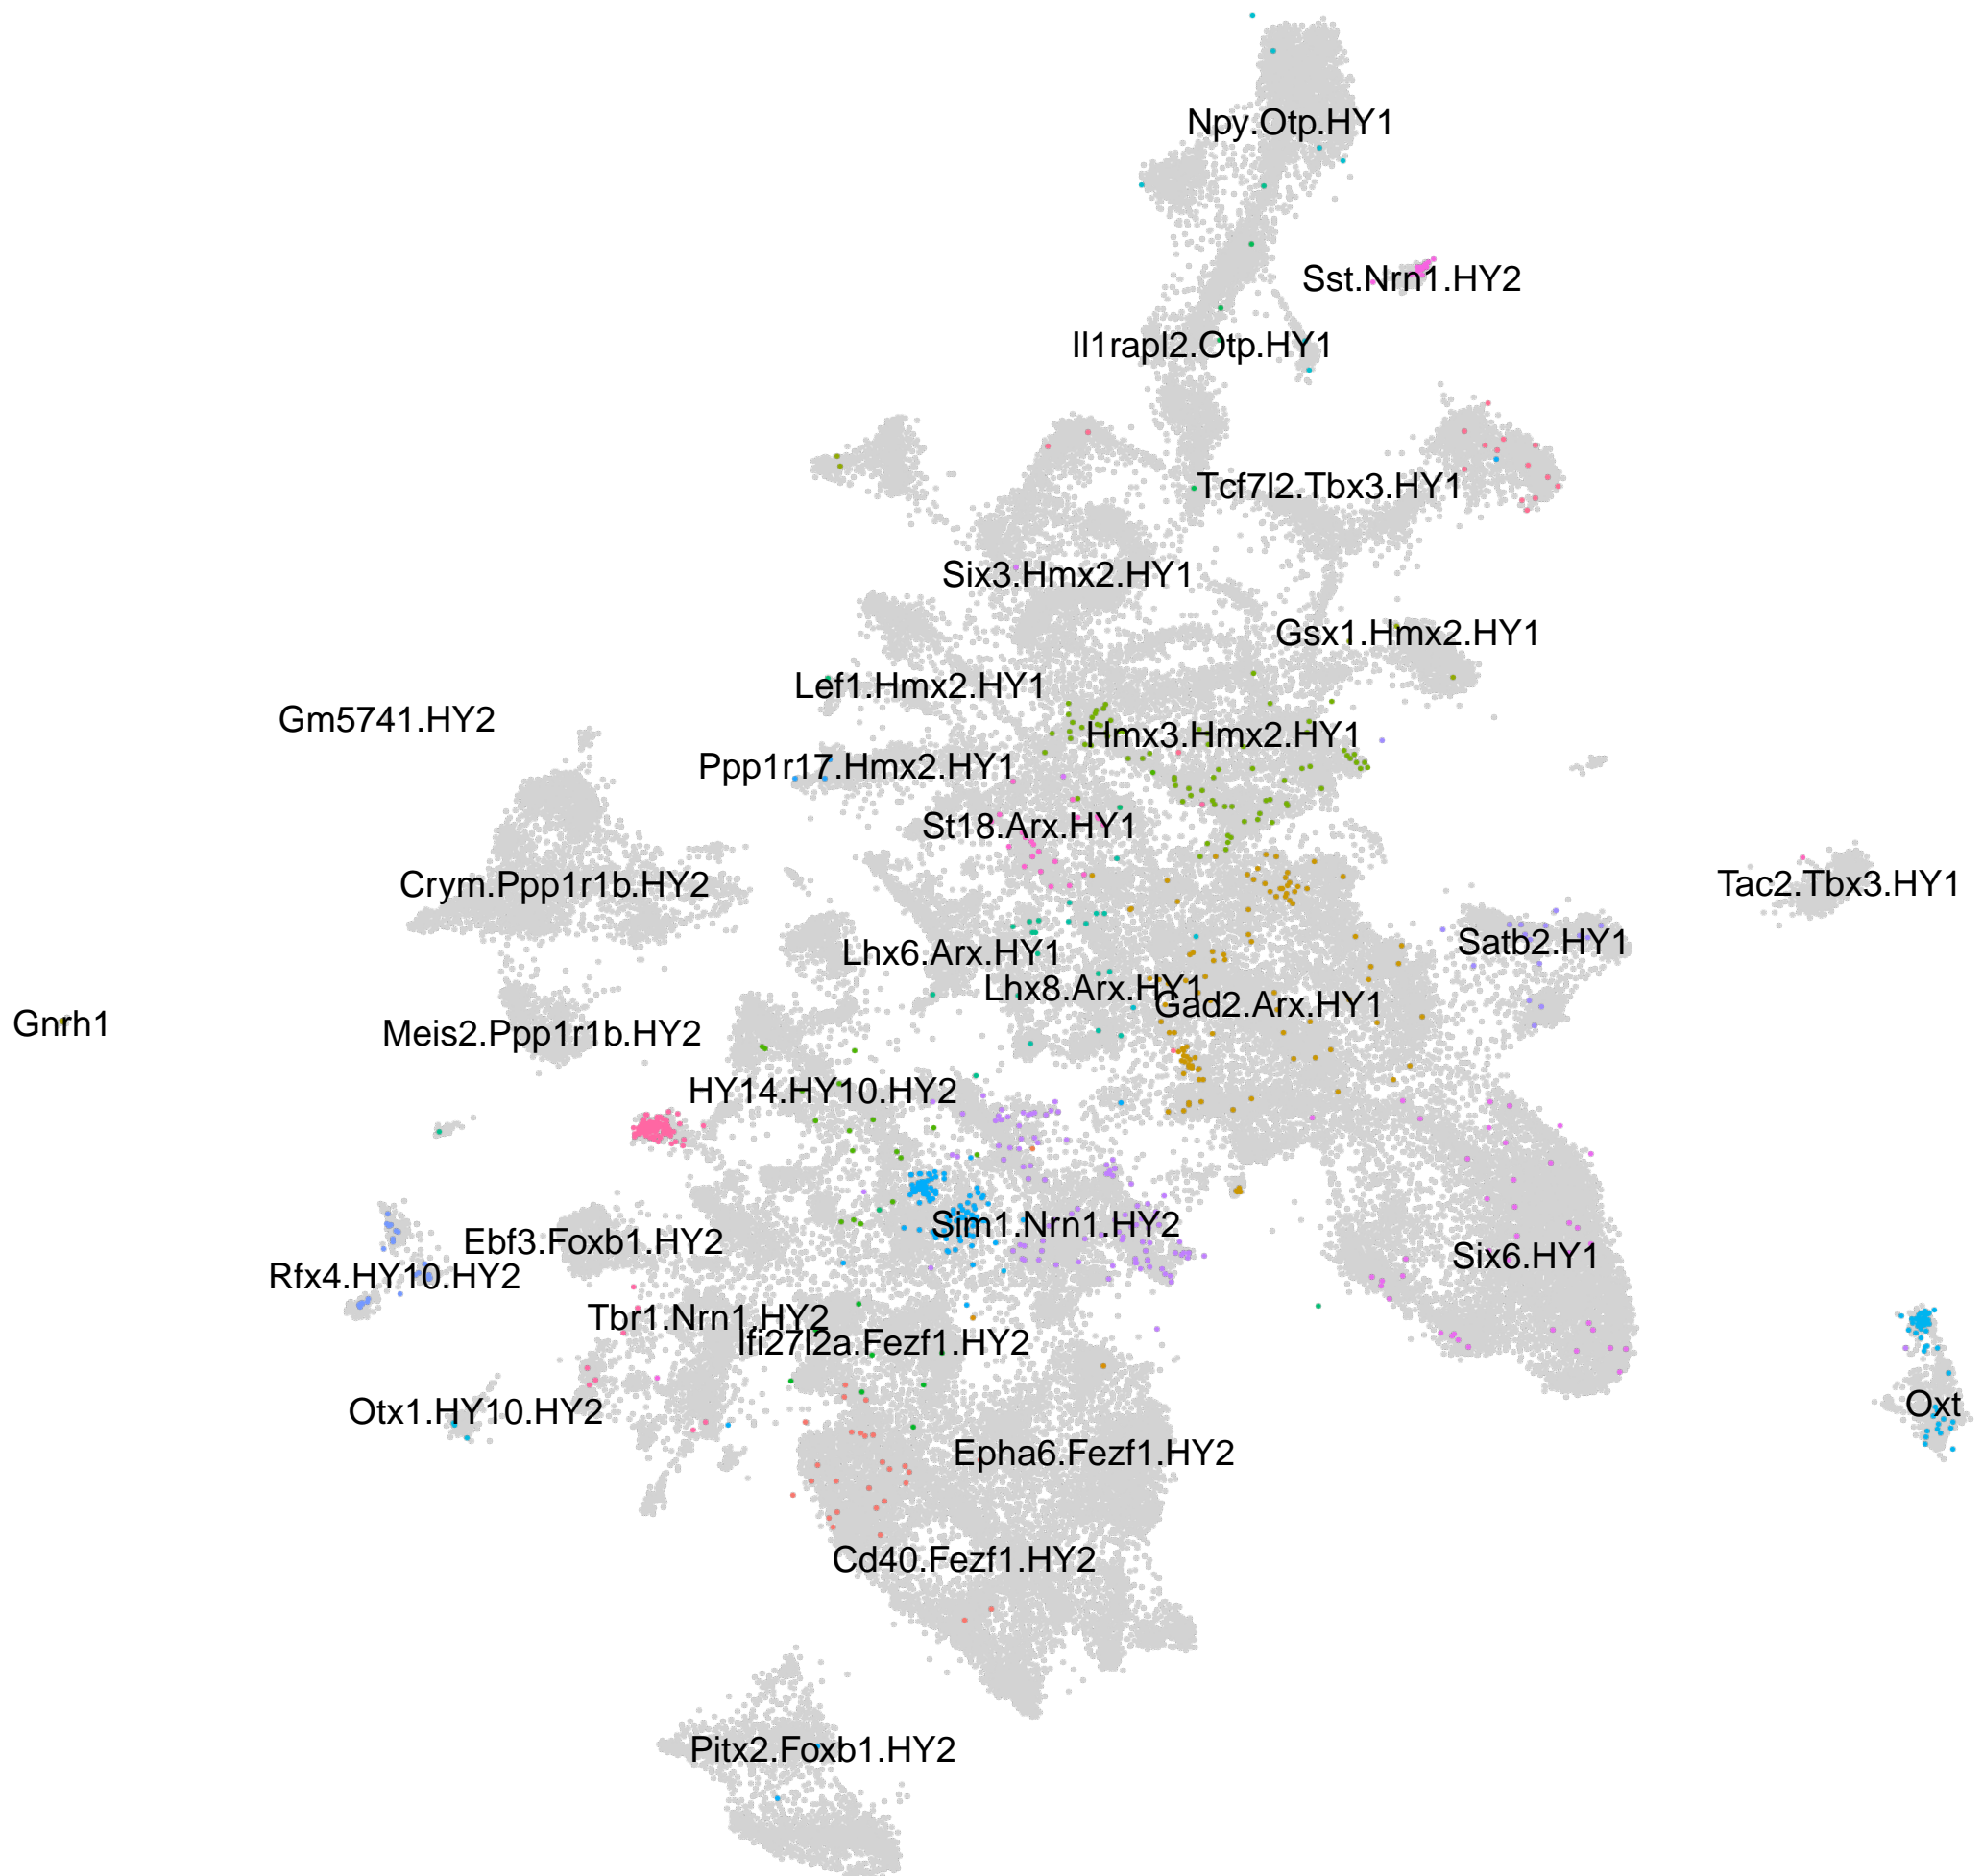 Npy.Otp.HY1
Sst.Nrn1.HY2
Il1rapl2.Otp.HY1
Tcf7l2.Tbx3.HY1
Six3.Hmx2.HY1
Gsx1.Hmx2.HY1
Lef1.Hmx2.HY1
Gm5741.HY2
Hmx3.Hmx2.HY1
Ppp1r17.Hmx2.HY1
St18.Arx.HY1
Crym.Ppp1r1b.HY2
Tac2.Tbx3.HY1
Satb2.HY1
Lhx6.Arx.HY1
Lhx8.Arx.HY1
Gad2.Arx.HY1
Gnrh1
Meis2.Ppp1r1b.HY2
HY14.HY10.HY2
Sim1.Nrn1.HY2
Ebf3.Foxb1.HY2
Six6.HY1
Rfx4.HY10.HY2
Tbr1.Nrn1.HY2
Ifi27l2a.Fezf1.HY2
Otx1.HY10.HY2
Oxt
Epha6.Fezf1.HY2
Cd40.Fezf1.HY2
Pitx2.Foxb1.HY2